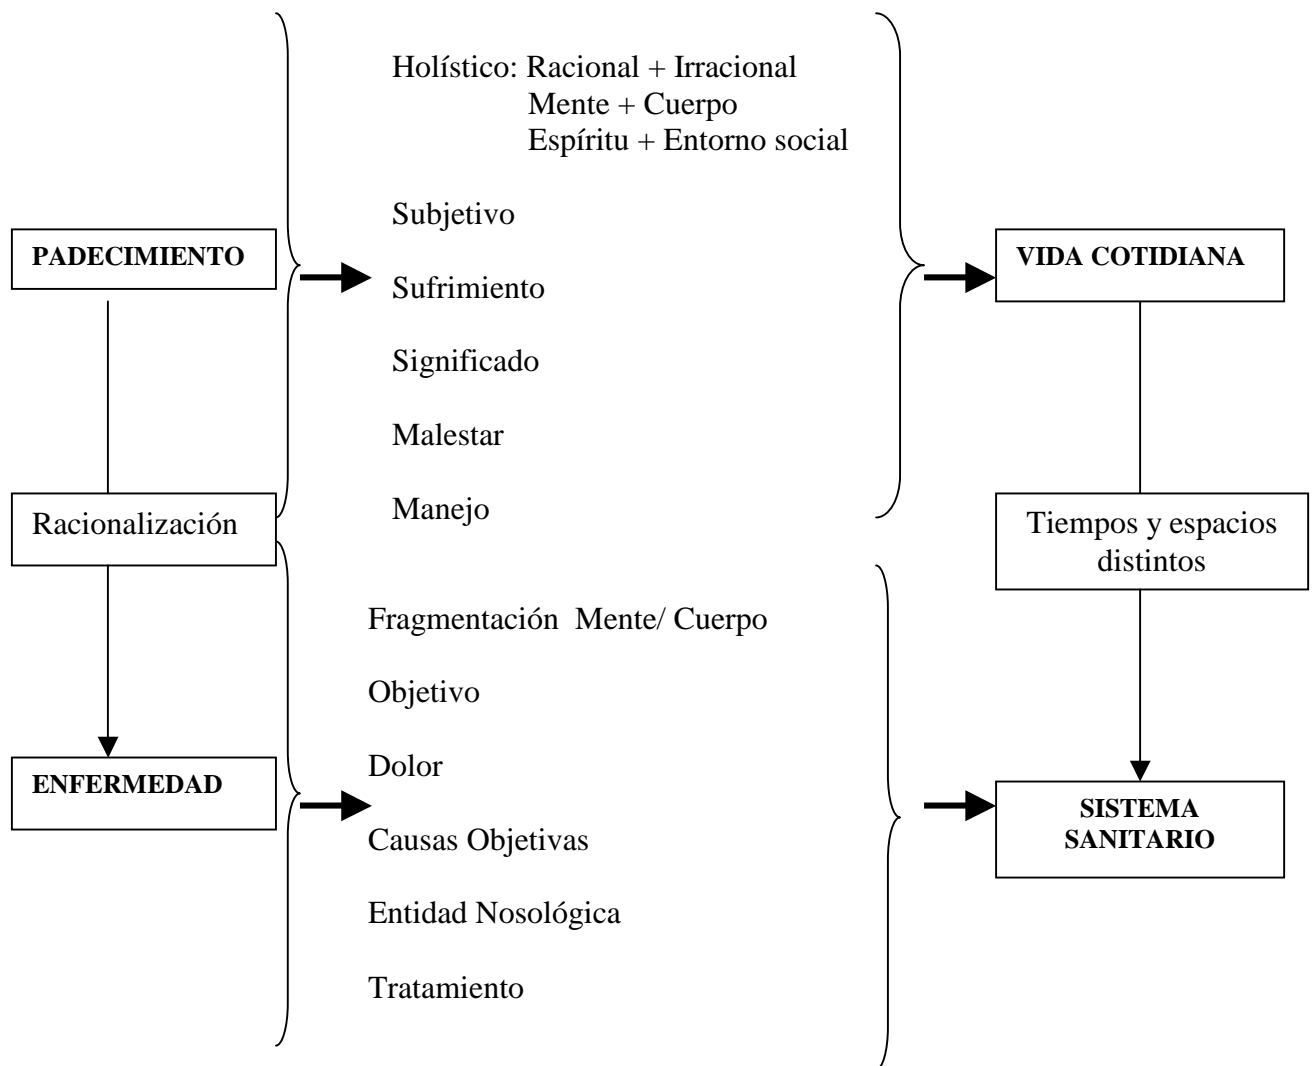 Holístico: Racional + Irracional
Mente + Cuerpo
Espíritu + Entorno social
Subjetivo
PADECIMIENTO
VIDA COTIDIANA
Sufrimiento
Significado
Malestar
Manejo
Racionalización
Tiempos y espacios
distintos
Fragmentación Mente/ Cuerpo
Objetivo
Dolor
ENFERMEDAD
SISTEMA
SANITARIO
Causas Objetivas
Entidad Nosológica
Tratamiento